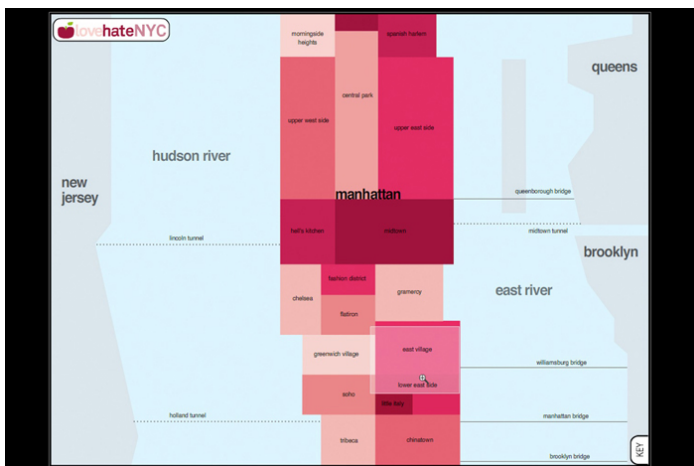 lovehateNYC
morningside
heights
spanish harlem
queens
central park
upper west side
upper east side
hudson river
new
jersey
manhattan
queenborough bridge
lincoln tunnel
hell's kitchen
midtown
midtown tunnel
brooklyn
fashion district
chelsea
gramercy
east river
flatiron
greenwich village
east village
williamsburg bridge
lower east side
soho
little italy
holland tunnel
manhattan bridge
tribeca
chinatown
KEY
brooklyn bridge